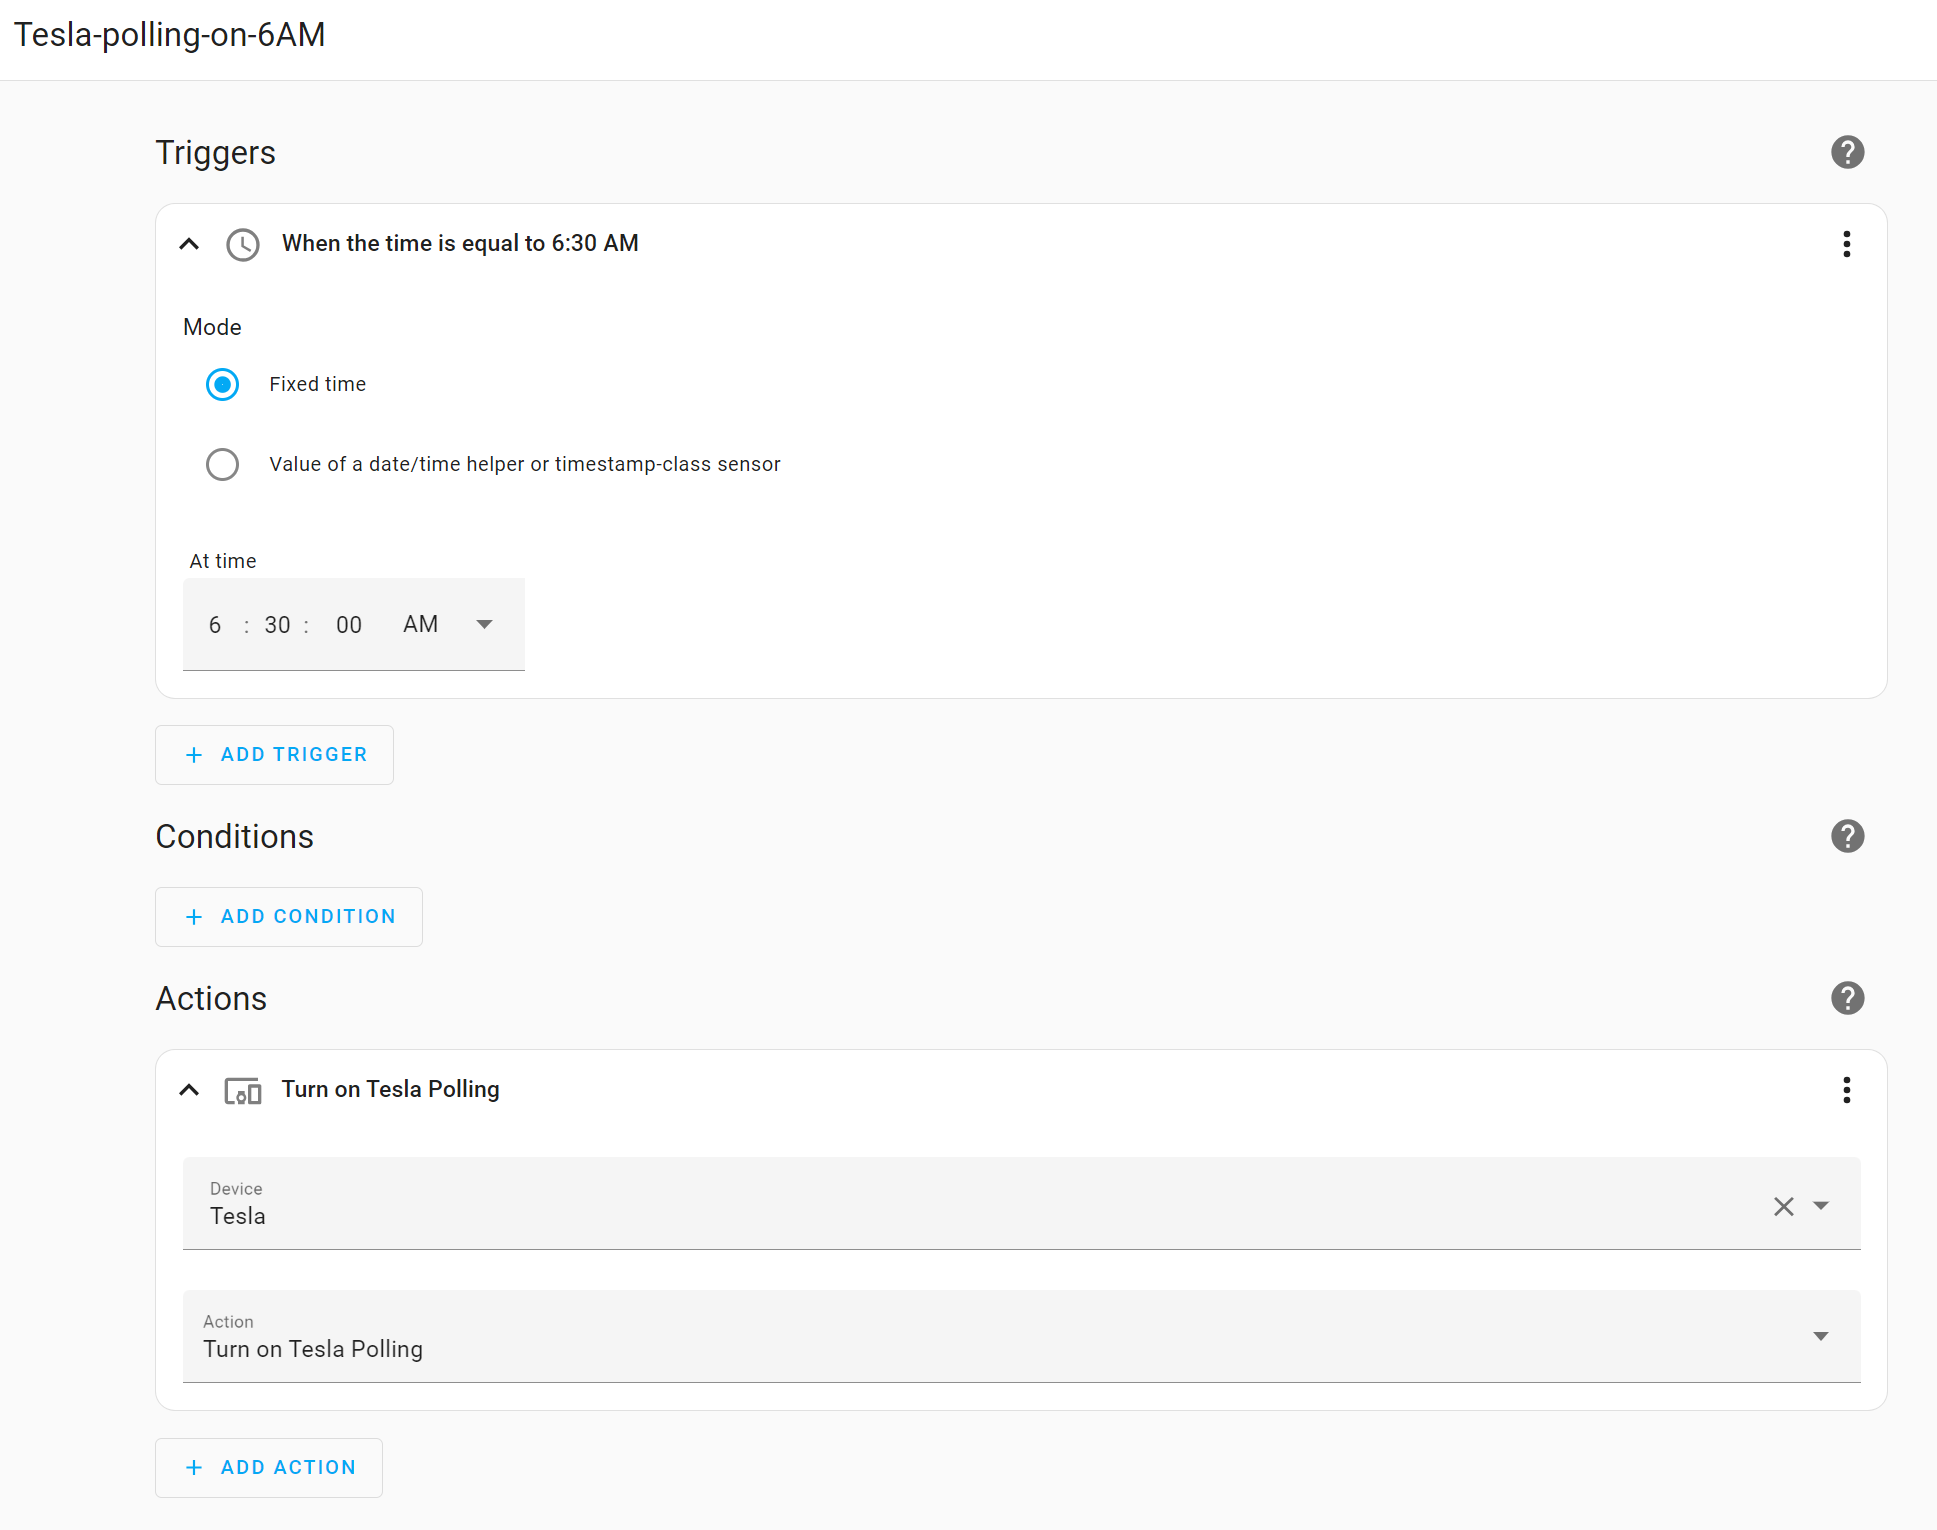 Tesla-polling-on-6AM
Triggers
When the time is equal to 6:30 AM
Mode
Fixed time
Value of a date/time helper or timestamp-class sensor
At time
6 : 30 : 00 AM
+ ADD TRIGGER
Conditions
+ ADD CONDITION
Actions
Turn on Tesla Polling
Device
Tesla
Action
Turn on Tesla Polling
+ ADD ACTION